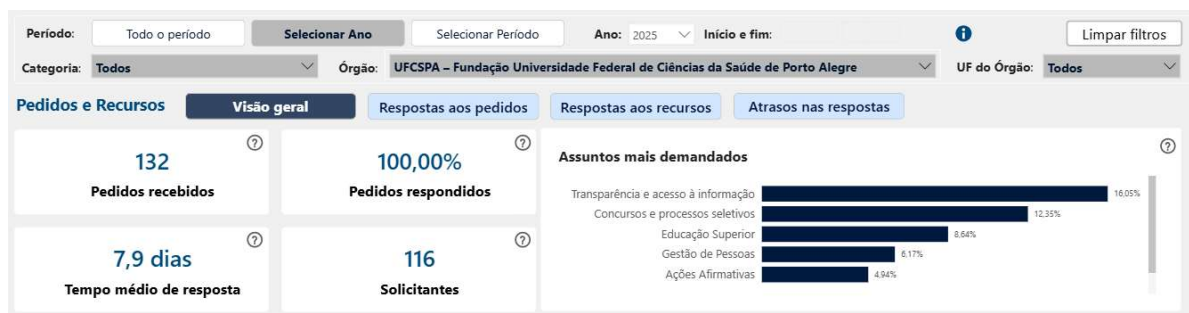 Período: Todo o período Selecionar Ano Selecionar Período Ano: 2025 Início e fim: Limpar filtros
Categoria: Todos Órgão: UFCSPA – Fundação Universidade Federal de Ciências da Saúde de Porto Alegre UF do Órgão: Todos
Pedidos e Recursos Visão geral Respostas aos pedidos Respostas aos recursos Atrasos nas respostas
132
Pedidos recebidos
100,00%
Pedidos respondidos
7,9 dias
Tempo médio de resposta
116
Solicitantes
Assuntos mais demandados
Transparência e acesso à informação 16,05%
Concursos e processos seletivos 12,35%
Educação Superior 8,64%
Gestão de Pessoas 6,17%
Ações Afirmativas 4,94%